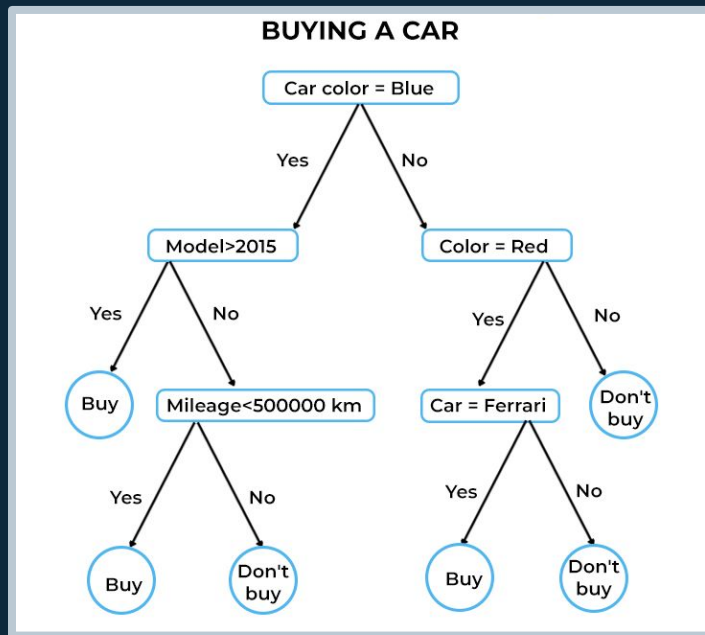 BUYING A CAR
Car color = Blue
Yes
No
Model>2015
Color = Red
Yes
No
Yes
No
Buy
Mileage<500000 km
Car = Ferrari
Don't
buy
Yes
No
Yes
No
Buy
Don't
buy
Buy
Don't
buy